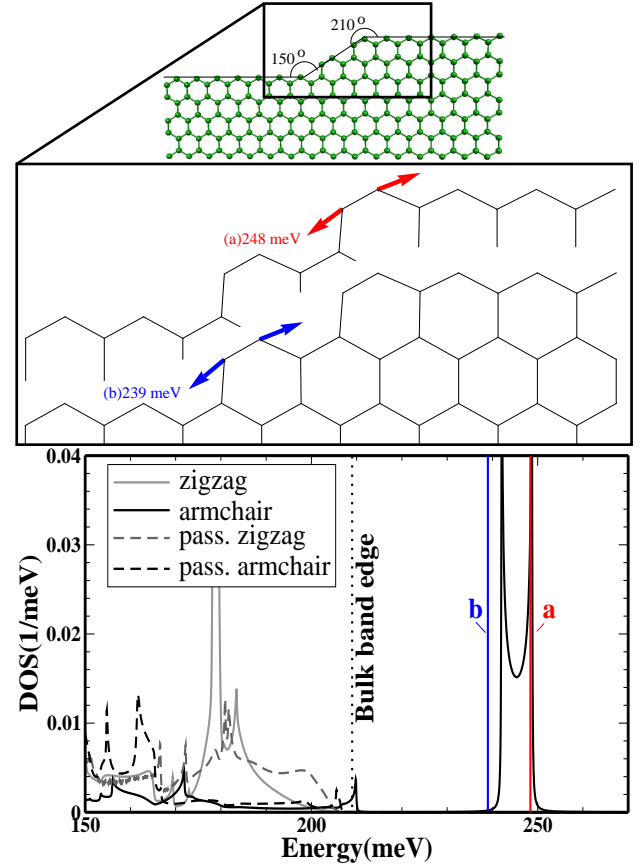 210°
150°
(a)248 meV
(b)239 meV
DOS(1/meV)
0.04
0.03
0.02
0.01
0
zigzag
armchair
pass. zigzag
pass. armchair
Bulk band edge
b
a
150
200
250
Energy(meV)